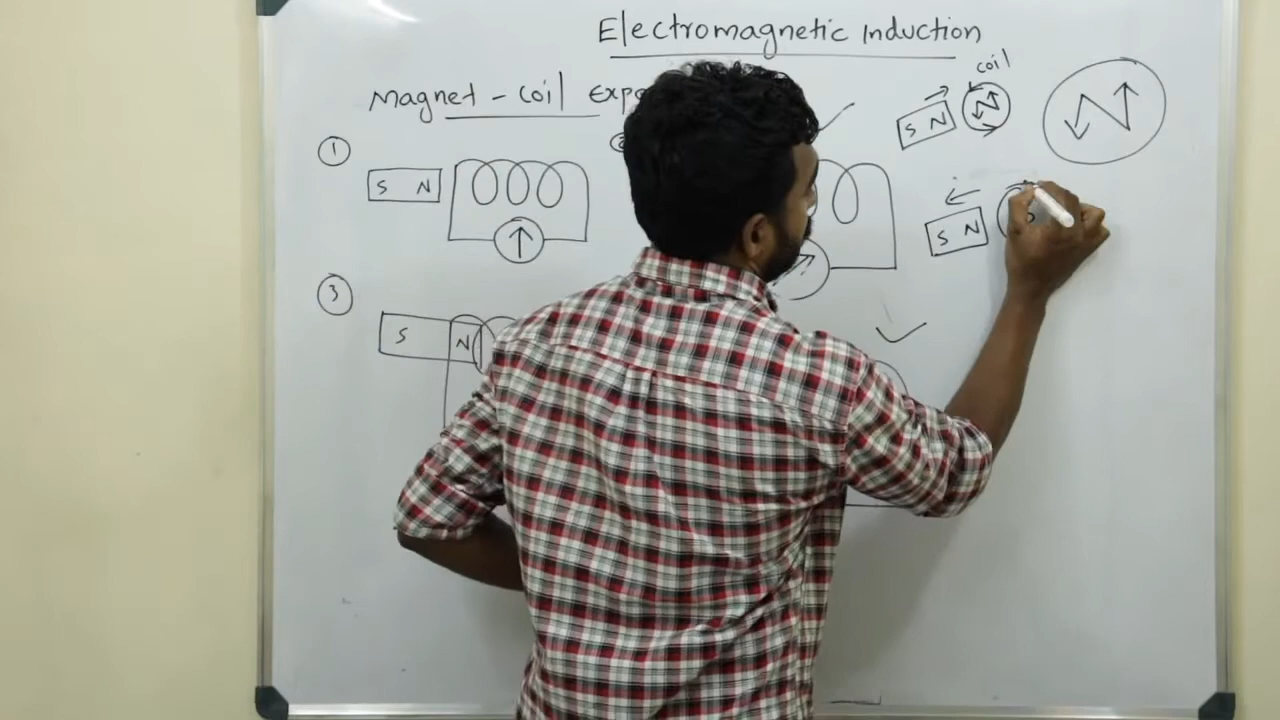 Electromagnetic Induction
coil
Magnet - coil
S N
N
N
1
S N
S N
3
S N